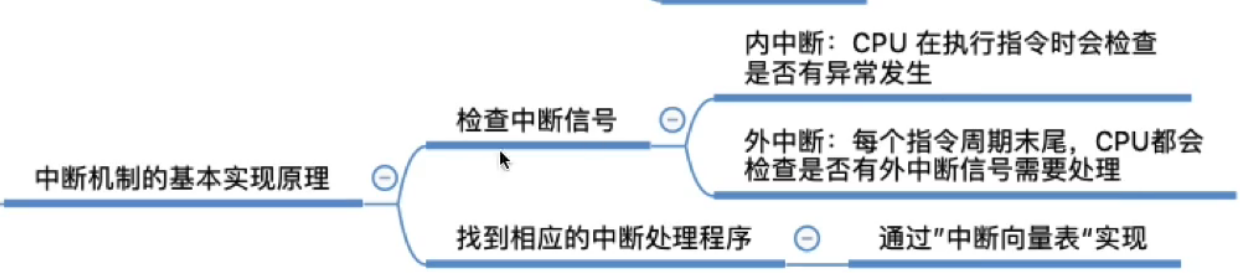 内中断：CPU 在执行指令时会检查
是否有异常发生
检查中断信号
外中断：每个指令周期末尾，CPU都会
检查是否有外中断信号需要处理
中断机制的基本实现原理
找到相应的中断处理程序
通过”中断向量表“实现